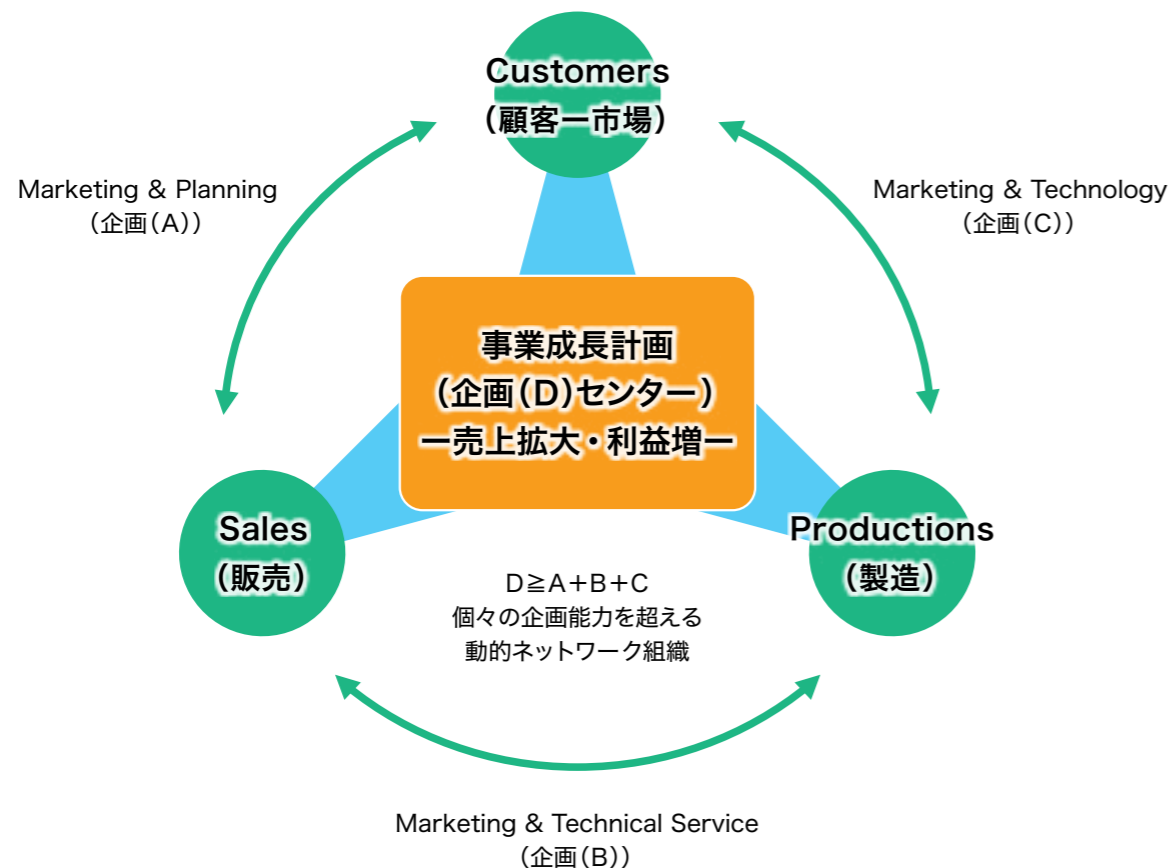 Customers
（顧客ー市場）
Marketing & Planning
（企画（A））
Marketing & Technology
（企画（C））
事業成長計画
（企画（D）センター）
ー売上拡大・利益増ー
Sales
（販売）
Productions
（製造）
D≧A＋B＋C
個々の企画能力を超える
動的ネットワーク組織
Marketing & Technical Service
（企画（B））